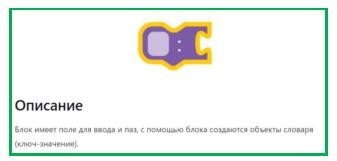 :
Описание
Блок имеет поле для ввода и паз, с помощью блока создаются объекты словаря
(ключ-значение).